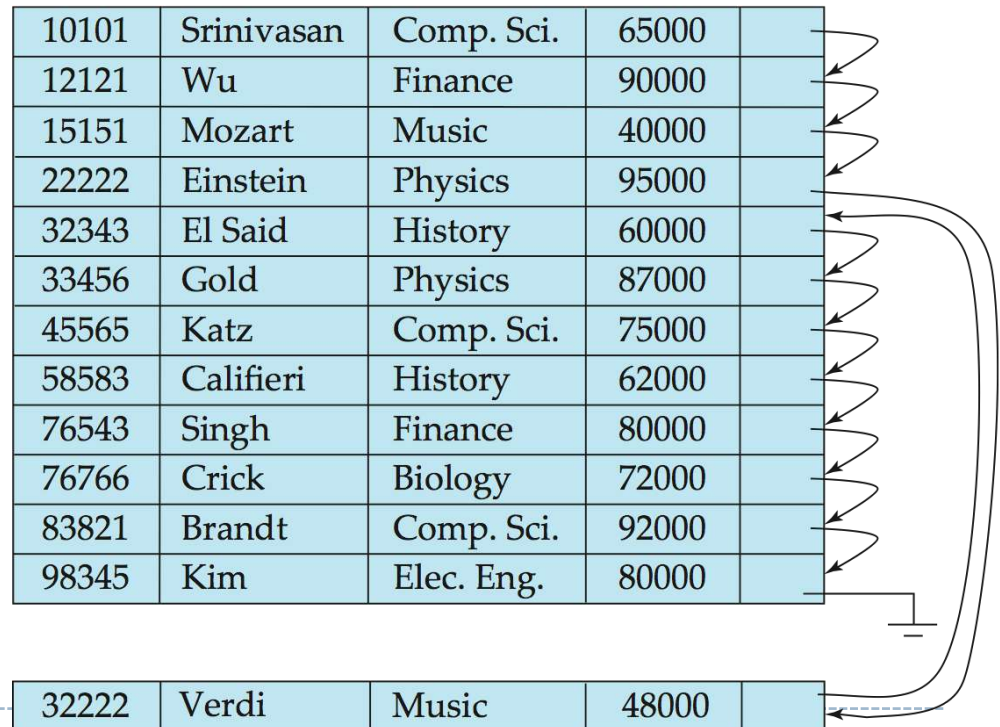 10101 Srinivasan Comp. Sci. 65000
12121 Wu Finance 90000
15151 Mozart Music 40000
22222 Einstein Physics 95000
32343 El Said History 60000
33456 Gold Physics 87000
45565 Katz Comp. Sci. 75000
58583 Califieri History 62000
76543 Singh Finance 80000
76766 Crick Biology 72000
83821 Brandt Comp. Sci. 92000
98345 Kim Elec. Eng. 80000
32222 Verdi Music 48000